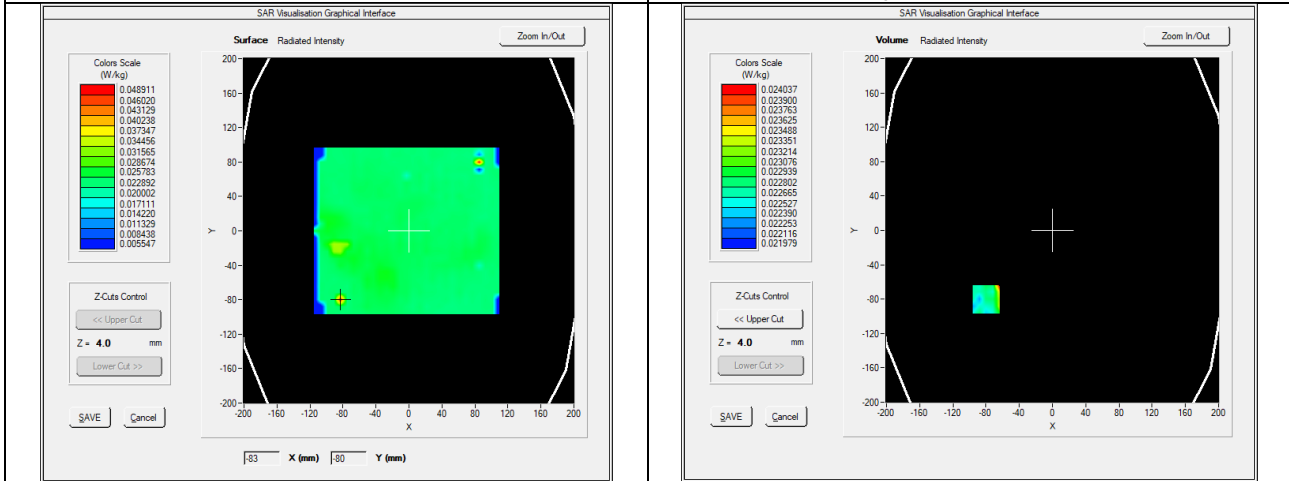 SAR Visualisation Graphical Interface
Surface Radiated Intensity
Zoom In/Out
Colors Scale
(W/kg)
0.048911
0.046020
0.043129
0.040238
0.037347
0.034456
0.031565
0.028674
0.025783
0.022892
0.020002
0.017111
0.014220
0.011329
0.008438
0.005547
Z-Cuts Control
<< Upper Cut
Z = 4.0 mm
Lower Cut >>
SAVE Cancel
200
160
120
80
40
0
-40
-80
-120
-160
-200
Y
-200 -160 -120 -80 -40 0 40 80 120 160 200
X
-83 X (mm) -80 Y (mm)
SAR Visualisation Graphical Interface
Volume Radiated Intensity
Zoom In/Out
Colors Scale
(W/kg)
0.024037
0.023900
0.023763
0.023625
0.023488
0.023351
0.023214
0.023076
0.022939
0.022802
0.022665
0.022527
0.022390
0.022253
0.022116
0.021979
Z-Cuts Control
<< Upper Cut
Z = 4.0 mm
Lower Cut >>
SAVE Cancel
200
160
120
80
40
0
-40
-80
-120
-160
-200
Y
-200 -160 -120 -80 -40 0 40 80 120 160 200
X